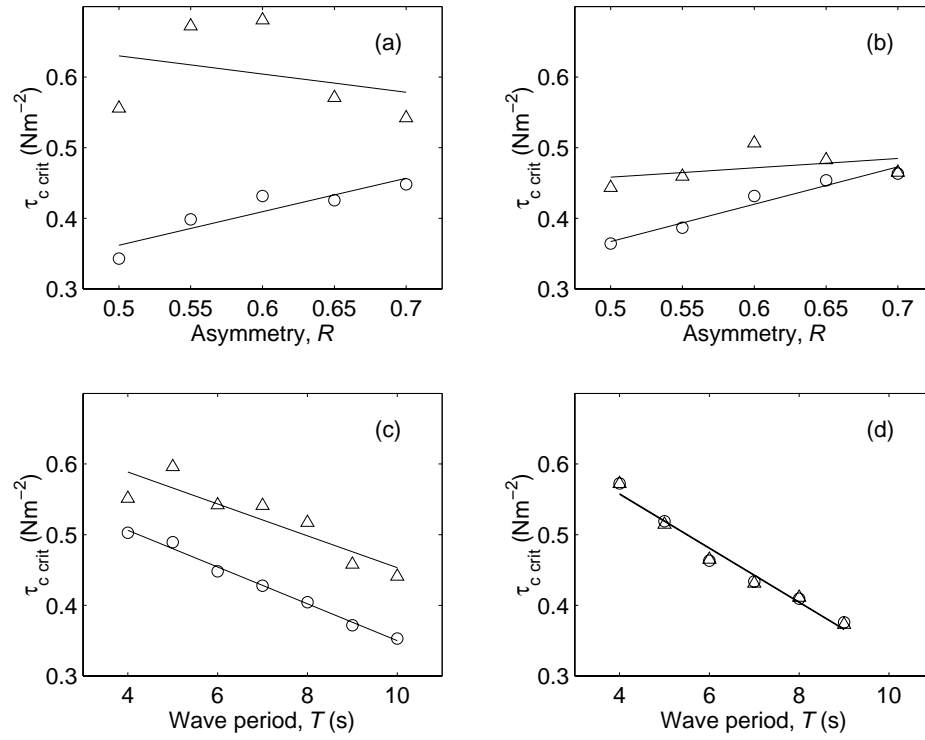 (a)
0.6
0.5
0.4
0.3
τc crit (Nm−2)
0.5 0.55 0.6 0.65 0.7
Asymmetry, R
(b)
0.6
0.5
0.4
0.3
τc crit (Nm−2)
0.5 0.55 0.6 0.65 0.7
Asymmetry, R
(c)
0.6
0.5
0.4
0.3
τc crit (Nm−2)
4 6 8 10
Wave period, T (s)
(d)
0.6
0.5
0.4
0.3
τc crit (Nm−2)
4 6 8 10
Wave period, T (s)